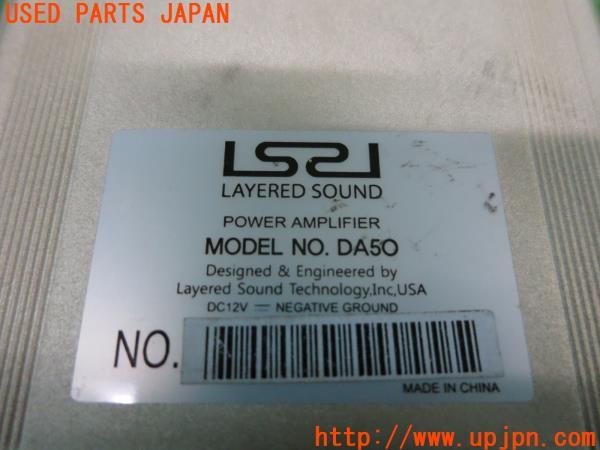 USED PARTS JAPAN
LSSL
LAYERED SOUND
POWER AMPLIFIER
MODEL NO. DA50
Designed & Engineered by
Layered Sound Technology,Inc,USA
DC12V ⎓ NEGATIVE GROUND
NO.
MADE IN CHINA
http://www.upjpn.com